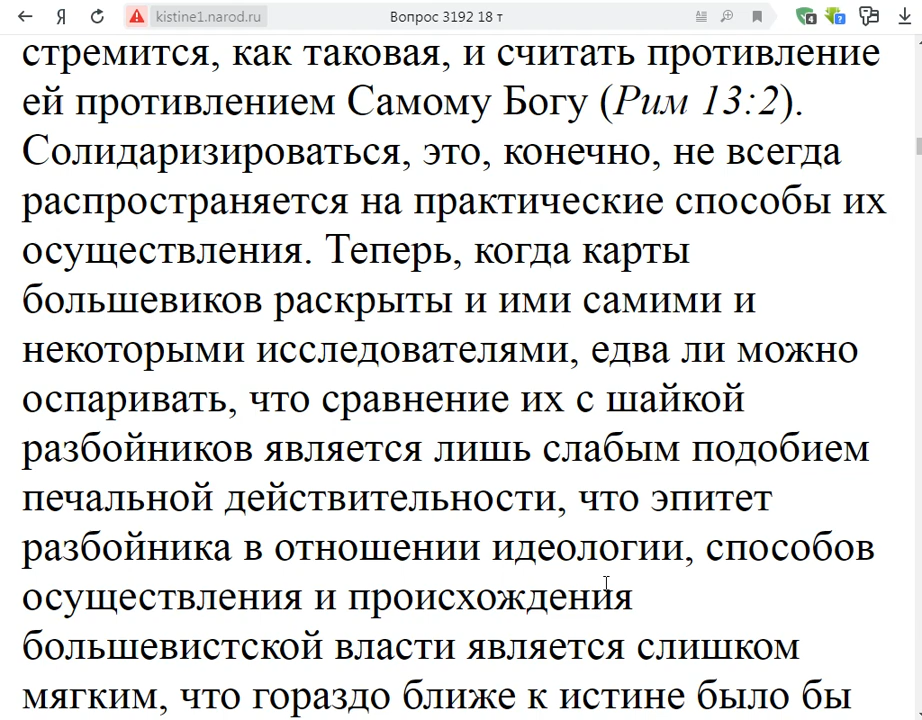 kistine1.narod.ru Вопрос 3192 18 т
стремится, как таковая, и считать противление
ей противлением Самому Богу (Рим 13:2).
Солидаризироваться, это, конечно, не всегда
распространяется на практические способы их
осуществления. Теперь, когда карты
большевиков раскрыты и ими самими и
некоторыми исследователями, едва ли можно
оспаривать, что сравнение их с шайкой
разбойников является лишь слабым подобием
печальной действительности, что эпитет
разбойника в отношении идеологии, способов
осуществления и происхождения
большевистской власти является слишком
мягким, что гораздо ближе к истине было бы